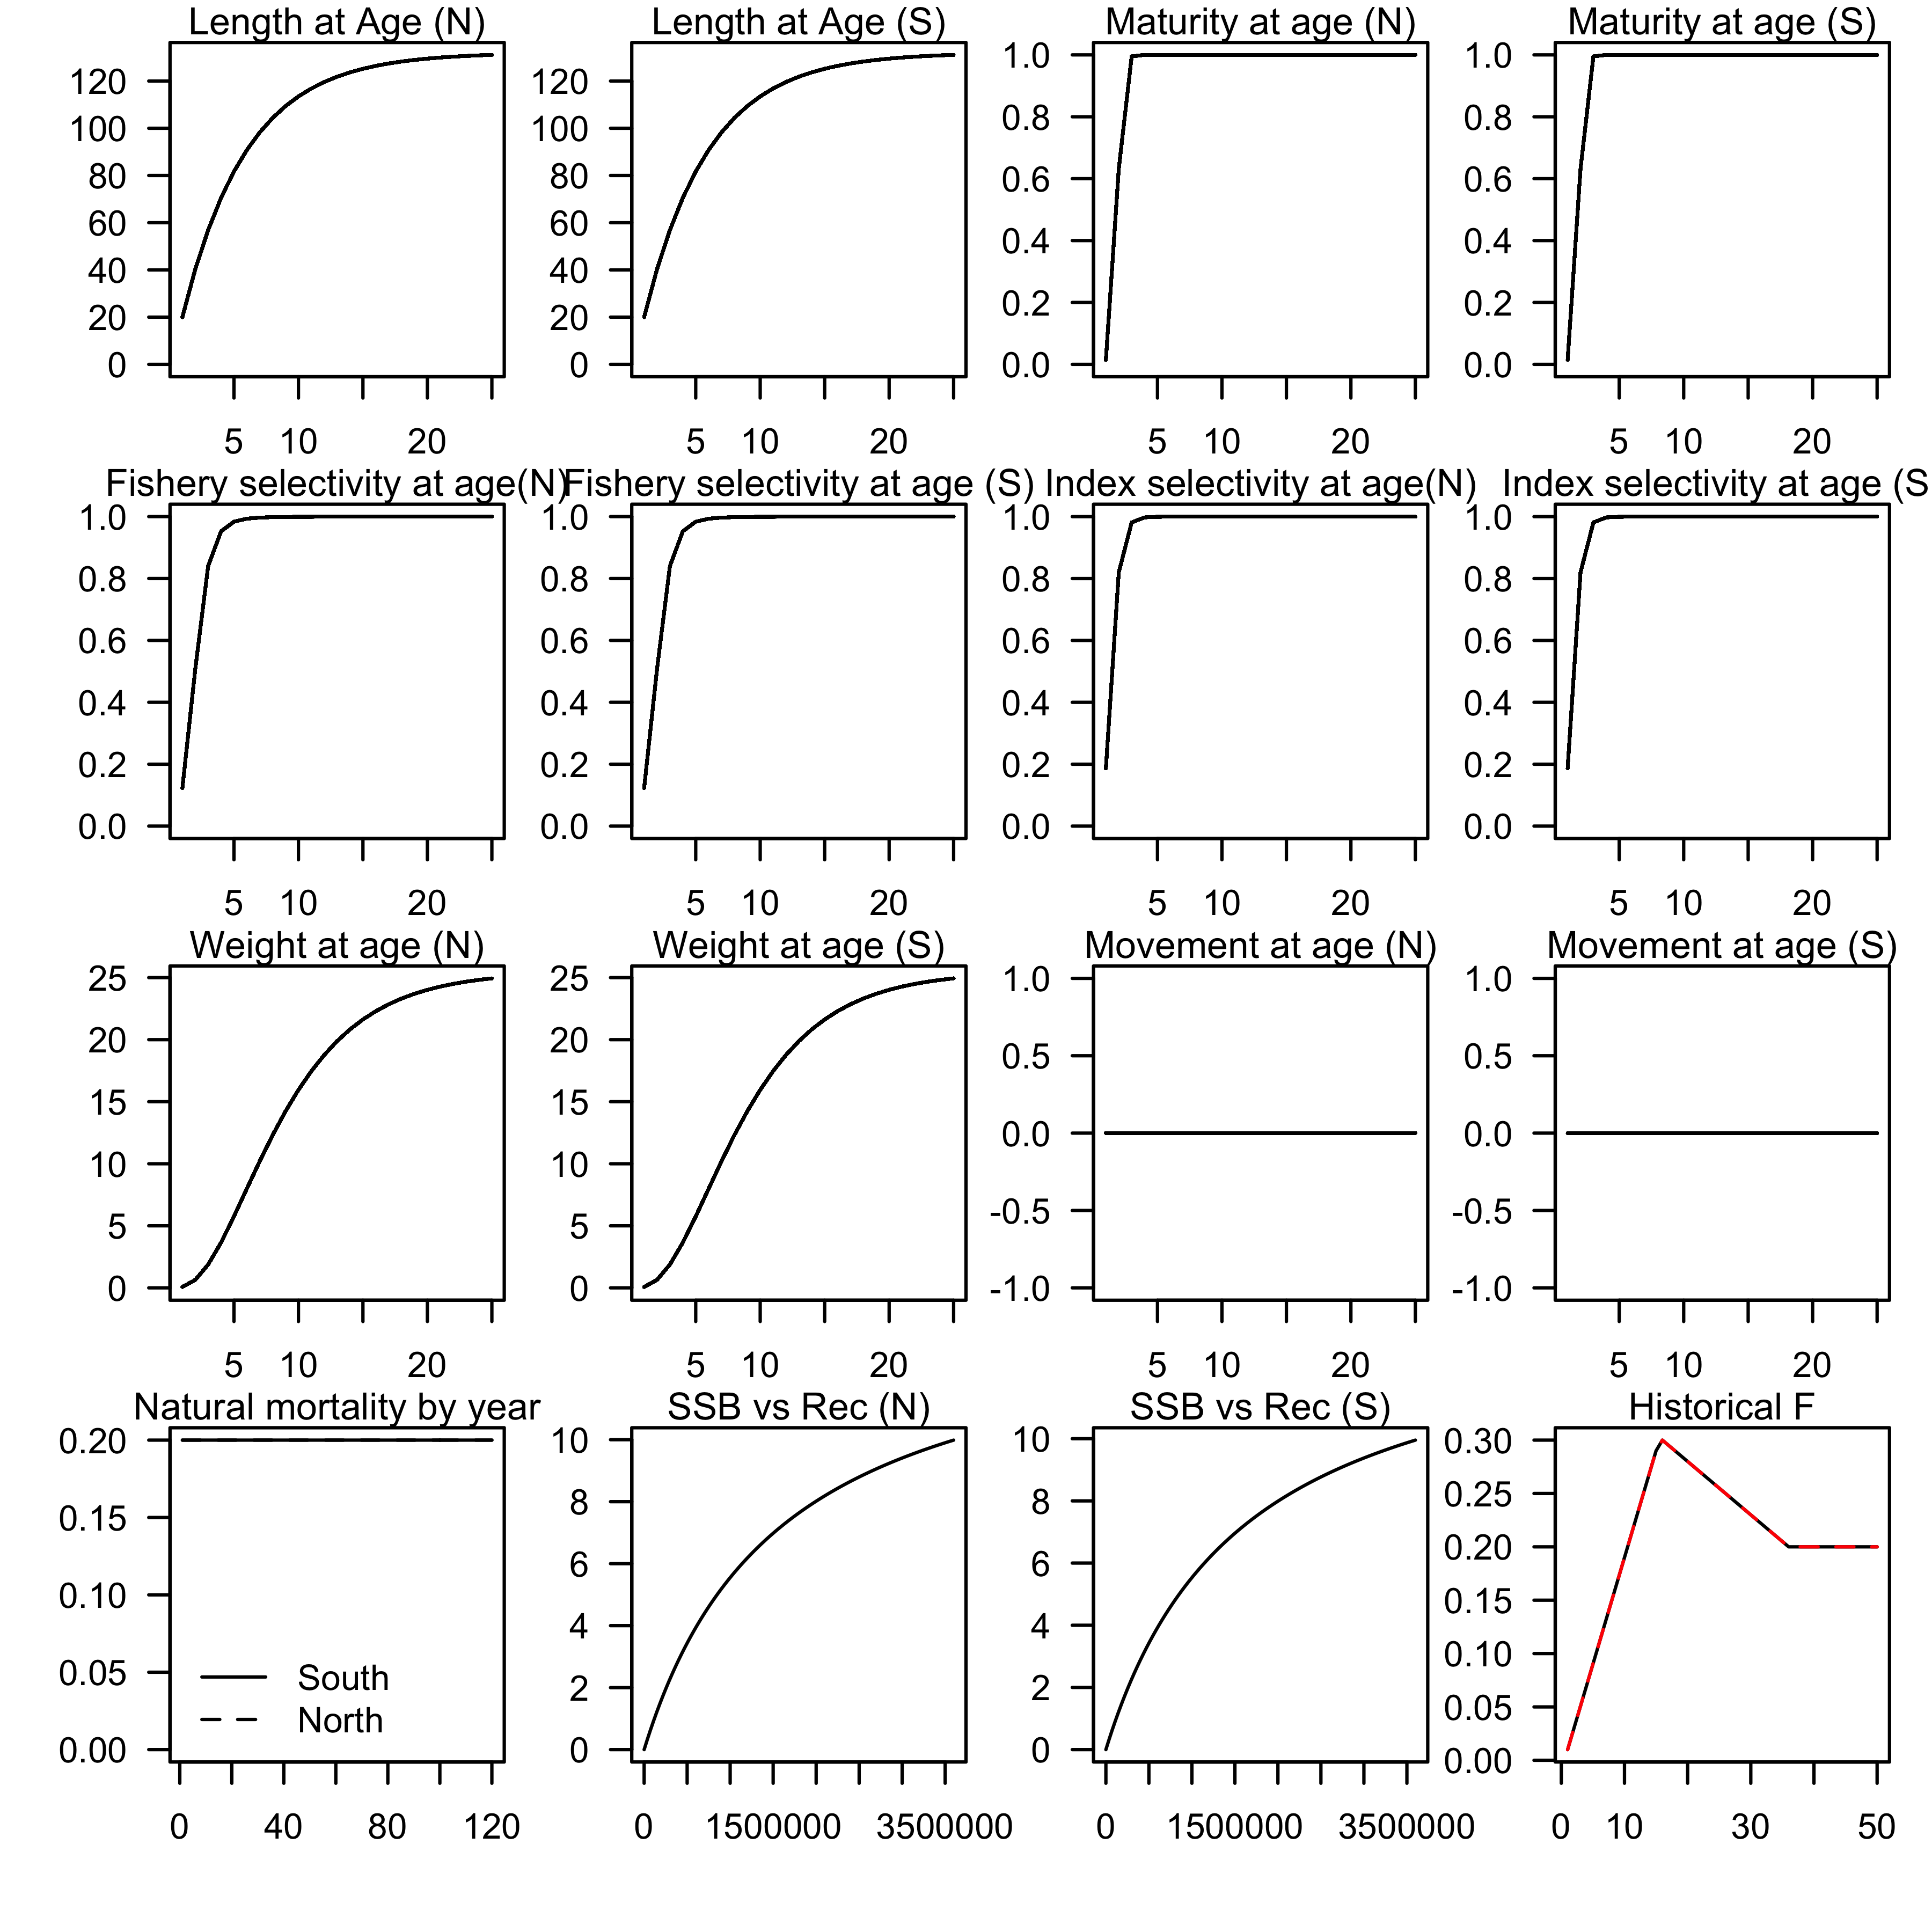 Length at Age (N)
120
100
80
60
40
20
0
5 10 20
Length at Age (S)
120
100
80
60
40
20
0
5 10 20
Maturity at age (N)
1.0
0.8
0.6
0.4
0.2
0.0
5 10 20
Maturity at age (S)
1.0
0.8
0.6
0.4
0.2
0.0
5 10 20
Fishery selectivity at age(N)
1.0
0.8
0.6
0.4
0.2
0.0
5 10 20
Fishery selectivity at age (S)
1.0
0.8
0.6
0.4
0.2
0.0
5 10 20
Index selectivity at age(N)
1.0
0.8
0.6
0.4
0.2
0.0
5 10 20
Index selectivity at age (S
1.0
0.8
0.6
0.4
0.2
0.0
5 10 20
Weight at age (N)
25
20
15
10
5
0
5 10 20
Weight at age (S)
25
20
15
10
5
0
5 10 20
Movement at age (N)
1.0
0.5
0.0
-0.5
-1.0
5 10 20
Movement at age (S)
1.0
0.5
0.0
-0.5
-1.0
5 10 20
Natural mortality by year
0.20
0.15
0.10
0.05
0.00
South
North
0 40 80 120
SSB vs Rec (N)
10
8
6
4
2
0
0 1500000 3500000
SSB vs Rec (S)
10
8
6
4
2
0
0 1500000 3500000
Historical F
0.30
0.25
0.20
0.15
0.10
0.05
0.00
0 10 30 50